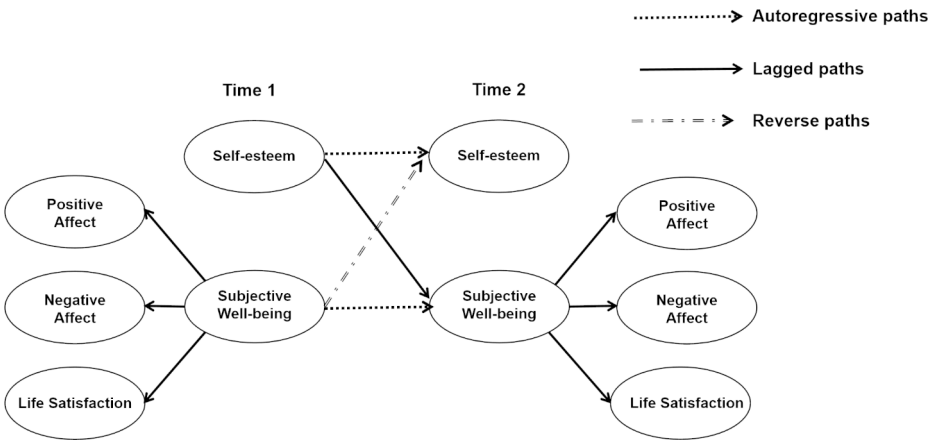 Autoregressive paths
Lagged paths
Reverse paths
Time 1
Time 2
Self-esteem
Self-esteem
Positive
Affect
Negative
Affect
Life Satisfaction
Subjective
Well-being
Subjective
Well-being
Positive
Affect
Negative
Affect
Life Satisfaction